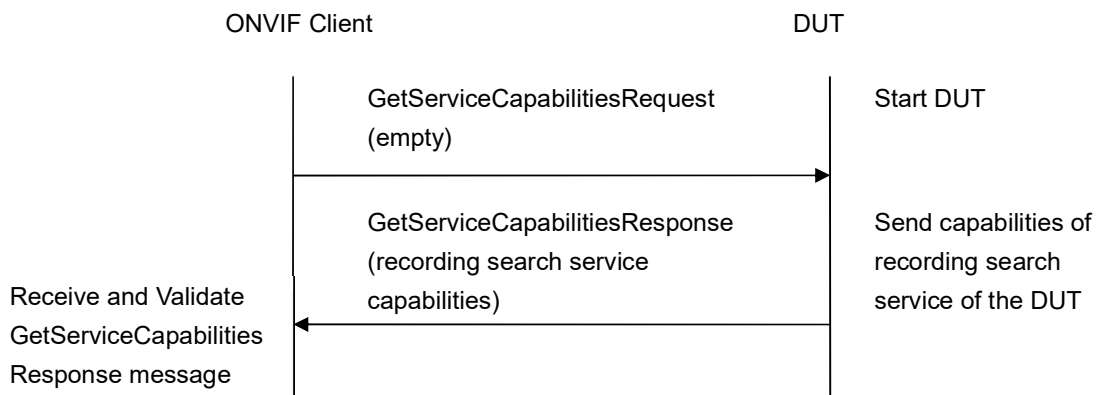 ONVIF Client
DUT
GetServiceCapabilitiesRequest
(empty)
Start DUT
GetServiceCapabilitiesResponse
(recording search service
capabilities)
Send capabilities of
recording search
service of the DUT
Receive and Validate
GetServiceCapabilities
Response message